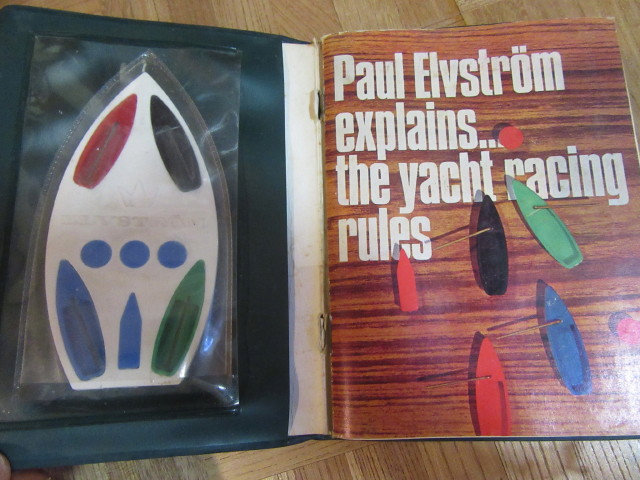 Paul Elvström
explains...
the yacht racing
rules